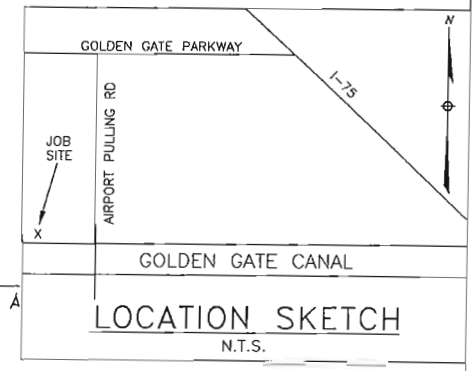 N
GOLDEN GATE PARKWAY
I-75
AIRPORT PULLING RD
JOB
SITE
X
GOLDEN GATE CANAL
A
LOCATION SKETCH
N.T.S.